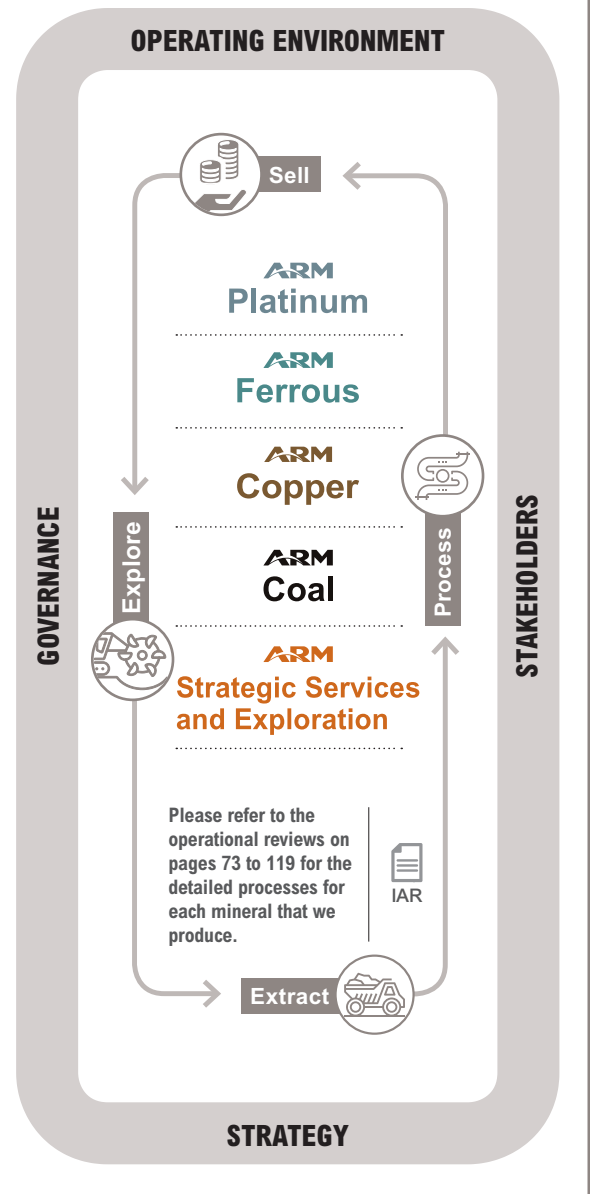 OPERATING ENVIRONMENT
Sell
ARM
Platinum
ARM
Ferrous
ARM
Copper
GOVERNANCE
Explore
Process
STAKEHOLDERS
ARM
Coal
ARM
Strategic Services
and Exploration
Please refer to the
operational reviews on
pages 73 to 119 for the
detailed processes for
each mineral that we
produce.
IAR
Extract
STRATEGY